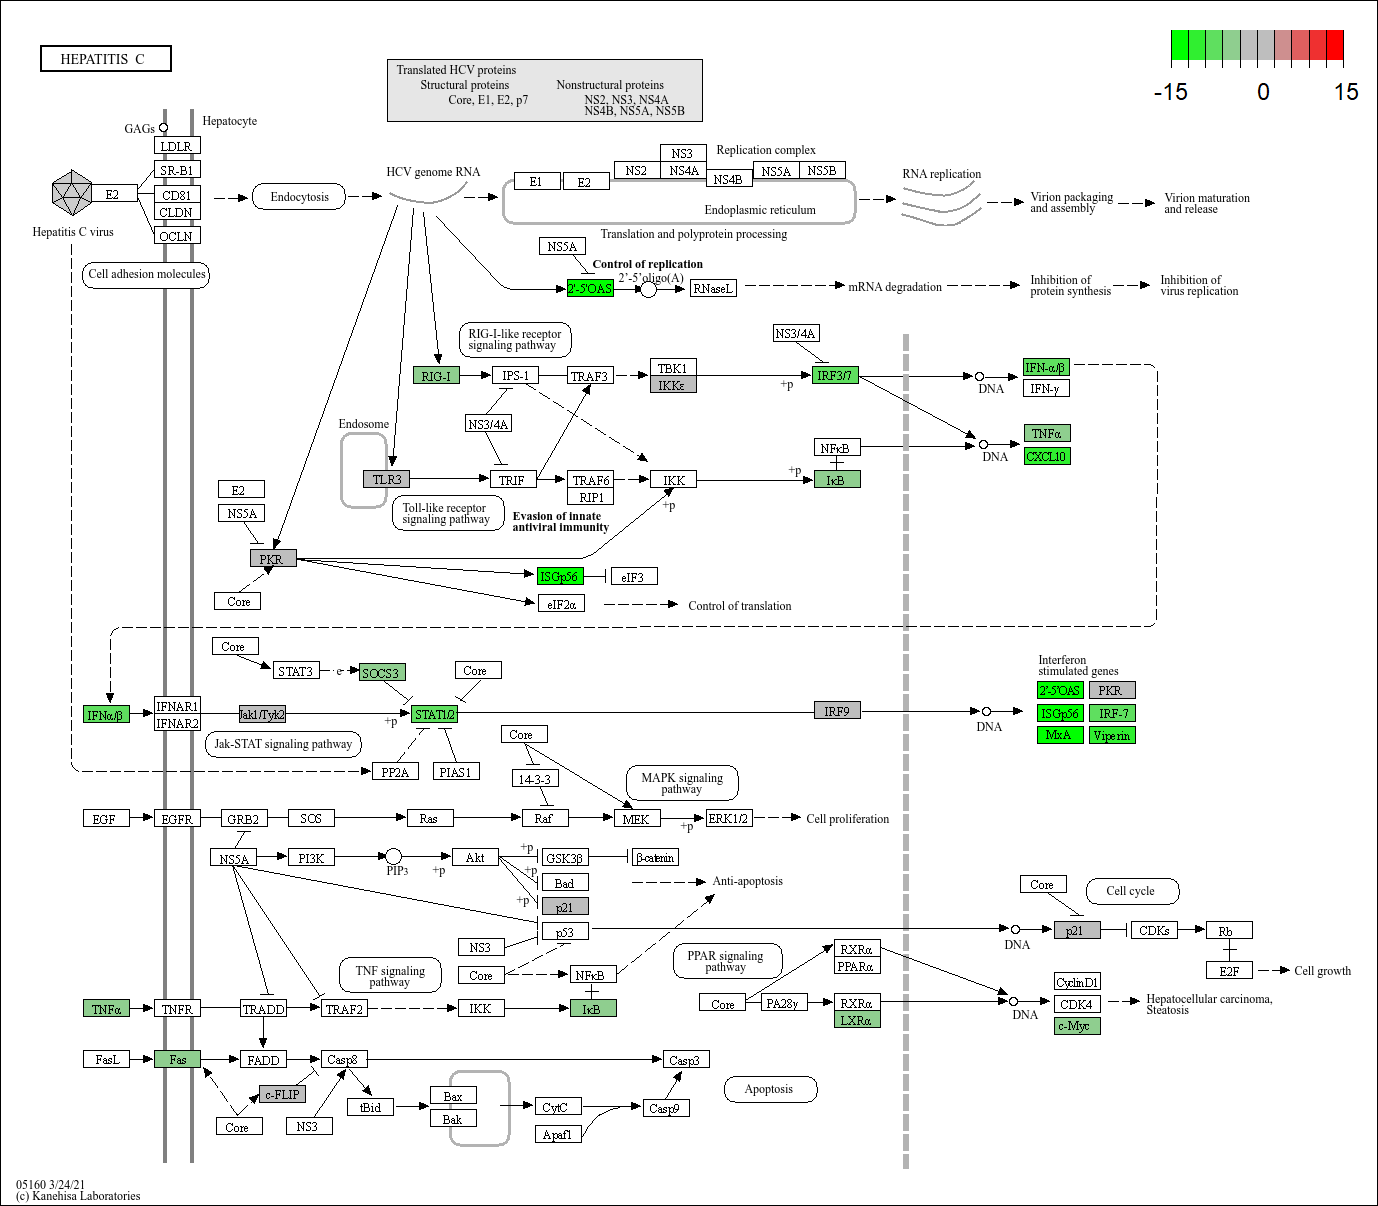 HEPATITIS C
Translated HCV proteins
Structural proteins
Nonstructural proteins
Core, E1, E2, p7
NS2, NS3, NS4A
NS4B, NS5A, NS5B
-15
0
15
GAGs
Hepatocyte
LDLR
SR-B1
E2
CD81
CLDN
OCLN
Hepatitis C virus
Cell adhesion molecules
Endocytosis
HCV genome RNA
E1
E2
NS2
NS3
NS4A
NS4B
NS5A
NS5B
Replication complex
Endoplasmic reticulum
Translation and polyprotein processing
RNA replication
Virion packaging
and assembly
Virion maturation
and release
NS5A
Control of replication
2'-5'oligo(A)
2'-5'OAS
RNaseL
mRNA degradation
Inhibition of
protein synthesis
Inhibition of
virus replication
RIG-I-like receptor
signaling pathway
NS3/4A
RIG-I
IPS-1
TRAF3
TBK1
IKKε
+p
IRF3/7
DNA
IFN-α/β
IFN-γ
NS3/4A
Endosome
TNFα
CXCL10
NFκB
DNA
TLR3
TRIF
TRAF6
RIP1
IKK
+p
+p
IκB
Toll-like receptor
signaling pathway
Evasion of innate
antiviral immunity
E2
NS5A
PKR
Core
ISGp56
eIF3
eIF2α
Control of translation
Core
STAT3
e
SOCS3
Core
Interferon
stimulated genes
2'-5'OAS
PKR
ISGp56
IRF-7
MxA
Viperin
IFNα/β
IFNAR1
IFNAR2
Jak1/Tyk2
+p
STAT1/2
IRF9
DNA
Jak-STAT signaling pathway
PP2A
PIAS1
Core
14-3-3
MAPK signaling
pathway
EGF
EGFR
GRB2
SOS
Ras
Raf
MEK
+p
ERK1/2
Cell proliferation
NS5A
PI3K
PIP3
+p
Akt
+p
GSK3β
β-catenin
+p
Bad
Anti-apoptosis
+p
p21
p53
NS3
Core
NFκB
Core
Cell cycle
DNA
p21
CDKs
Rb
E2F
Cell growth
TNF signaling
pathway
PPAR signaling
pathway
RXRα
PPARα
Core
PA28γ
RXRα
LXRα
DNA
CyclinD1
CDK4
c-Myc
Hepatocellular carcinoma,
Steatosis
TNFα
TNFR
TRADD
TRAF2
IKK
IκB
FasL
Fas
FADD
Casp8
Casp3
c-FLIP
Core
NS3
tBid
Bax
Bak
CytC
Apaf1
Casp9
Apoptosis
05160 3/24/21
(c) Kanehisa Laboratories